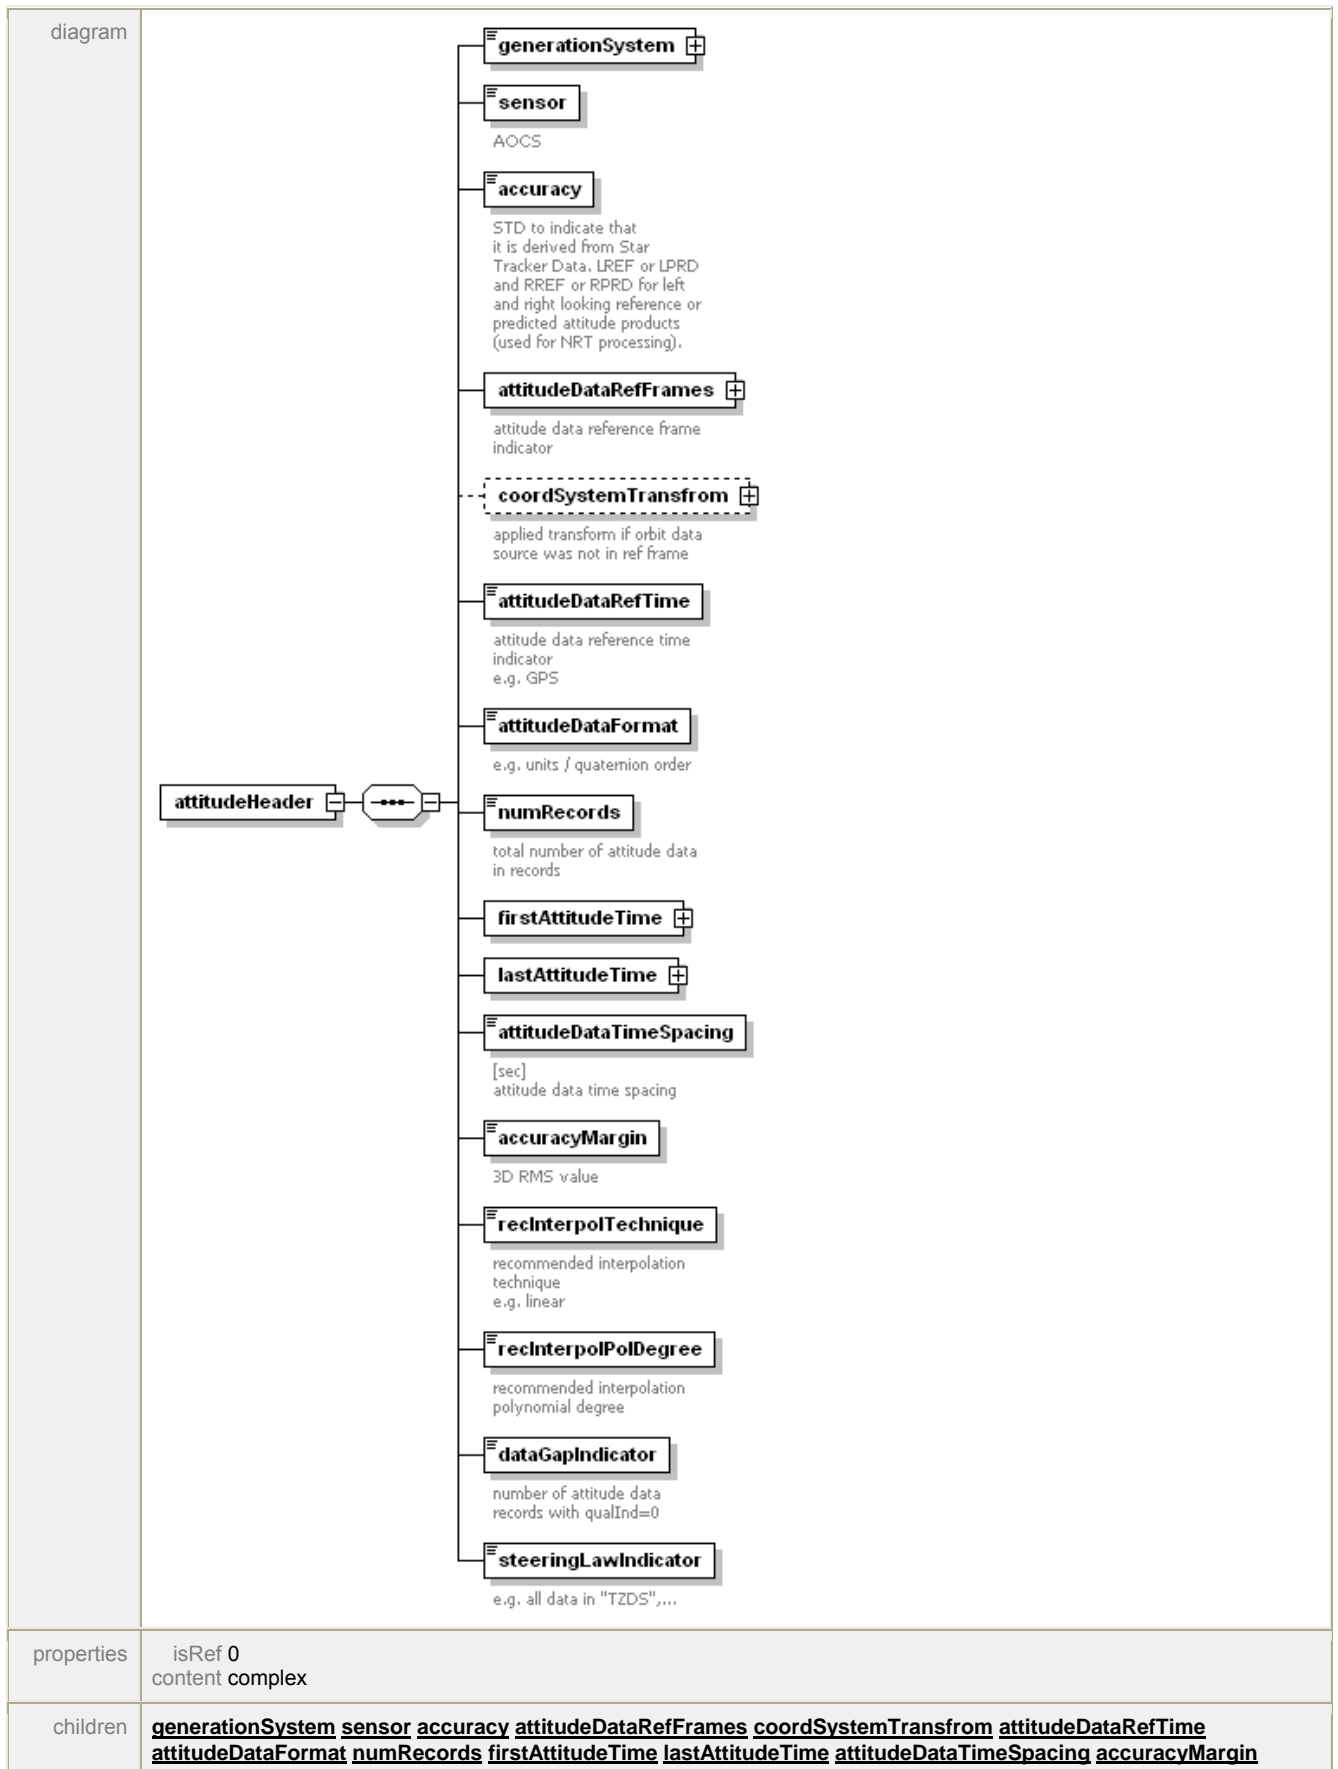 diagram
generationSystem
sensor
AOCS
accuracy
STD to indicate that
it is derived from Star
Tracker Data. LREF or LPRD
and RREF or RPRD for left
and right looking reference or
predicted attitude products
(used for NRT processing).
attitudeDataRefFrames
attitude data reference frame
indicator
coordSystemTransfrom
applied transform if orbit data
source was not in ref frame
attitudeDataRefTime
attitude data reference time
indicator
e.g. GPS
attitudeDataFormat
e.g. units / quaternion order
attitudeHeader
numRecords
total number of attitude data
in records
firstAttitudeTime
lastAttitudeTime
attitudeDataTimeSpacing
[sec]
attitude data time spacing
accuracyMargin
3D RMS value
recInterpolTechnique
recommended interpolation
technique
e.g. linear
recInterpolPolDegree
recommended interpolation
polynomial degree
dataGapIndicator
number of attitude data
records with qualInd=0
steeringLawIndicator
e.g. all data in "TZDS",...
properties
isRef 0
content complex
children
generationSystem sensor accuracy attitudeDataRefFrames coordSystemTransfrom attitudeDataRefTime
attitudeDataFormat numRecords firstAttitudeTime lastAttitudeTime attitudeDataTimeSpacing accuracyMargin